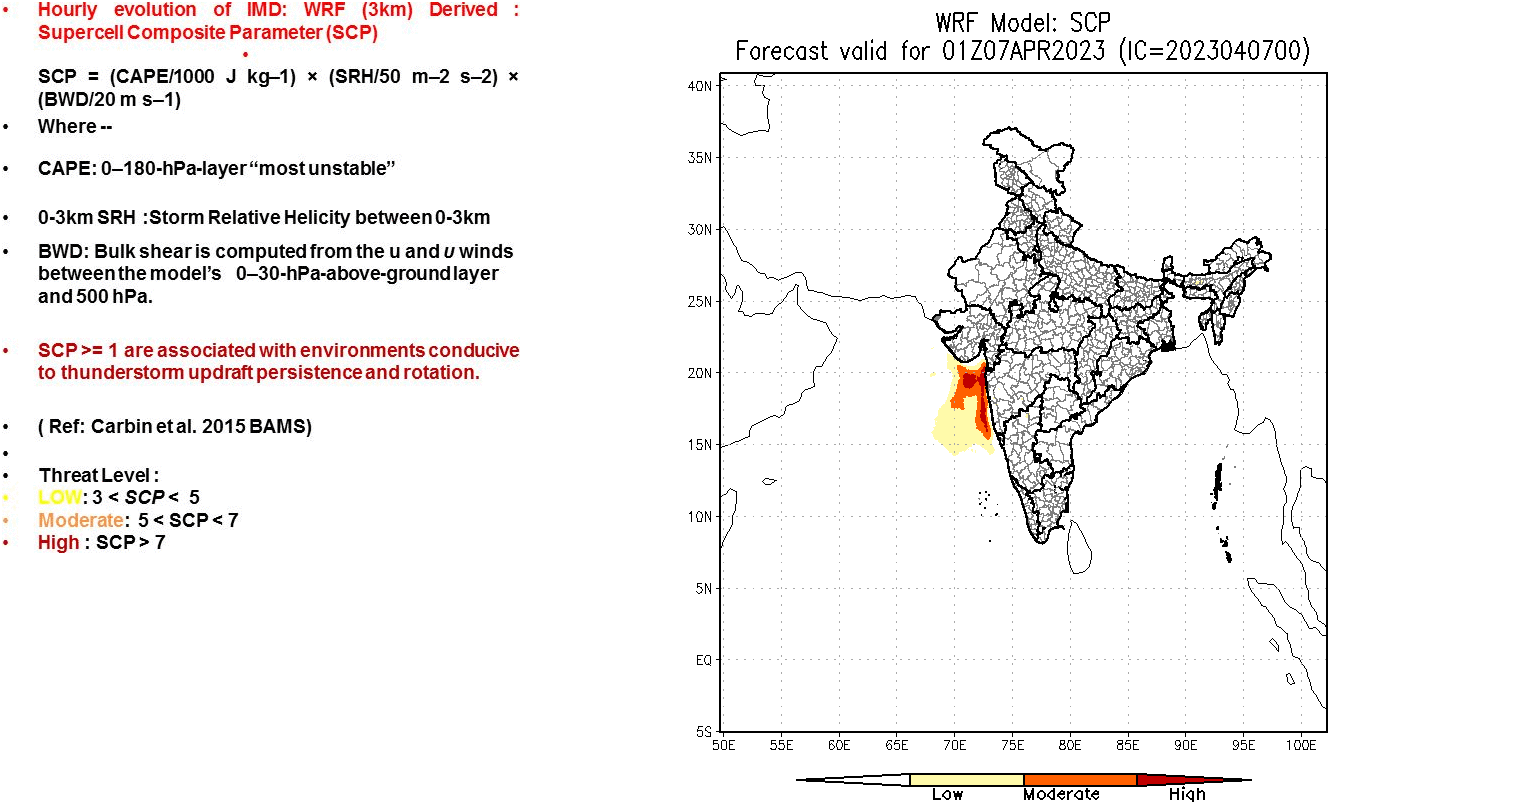 • Hourly evolution of IMD: WRF (3km) Derived :
Supercell Composite Parameter (SCP)
•
SCP = (CAPE/1000 J kg–1) × (SRH/50 m–2 s–2) ×
(BWD/20 m s–1)
• Where --
• CAPE: 0–180-hPa-layer “most unstable”
• 0-3km SRH :Storm Relative Helicity between 0-3km
• BWD: Bulk shear is computed from the u and υ winds
between the model’s 0–30-hPa-above-ground layer
and 500 hPa.
• SCP >= 1 are associated with environments conducive
to thunderstorm updraft persistence and rotation.
• ( Ref: Carbin et al. 2015 BAMS)
•
• Threat Level :
• LOW: 3 < SCP < 5
• Moderate: 5 < SCP < 7
• High : SCP > 7
WRF Model: SCP
Forecast valid for 01Z07APR2023 (IC=2023040700)
40N
35N
30N
25N
20N
15N
10N
5N
EQ
5S
50E 55E 60E 65E 70E 75E 80E 85E 90E 95E 100E
Low Moderate High